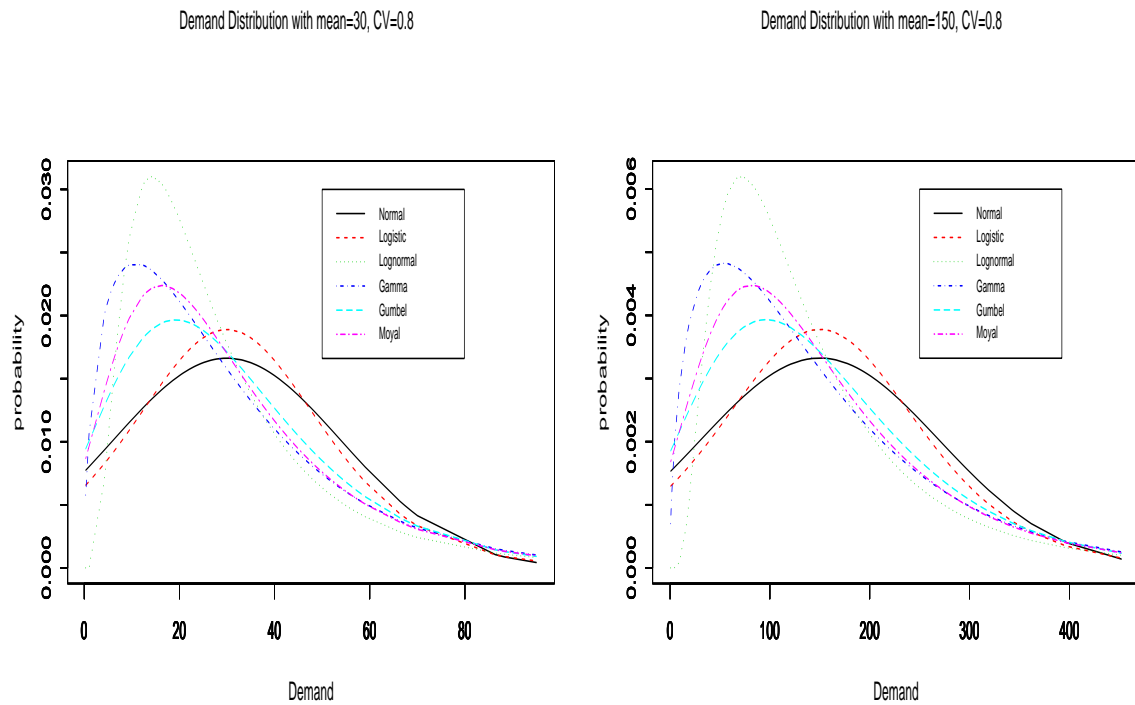 Demand Distribution with mean=30, CV=0.8
probability
0.030
0.020
0.010
0.000
Normal
Logistic
Lognormal
Gamma
Gumbel
Moyal
0 20 40 60 80
Demand
Demand Distribution with mean=150, CV=0.8
probability
0.006
0.004
0.002
0.000
Normal
Logistic
Lognormal
Gamma
Gumbel
Moyal
0 100 200 300 400
Demand